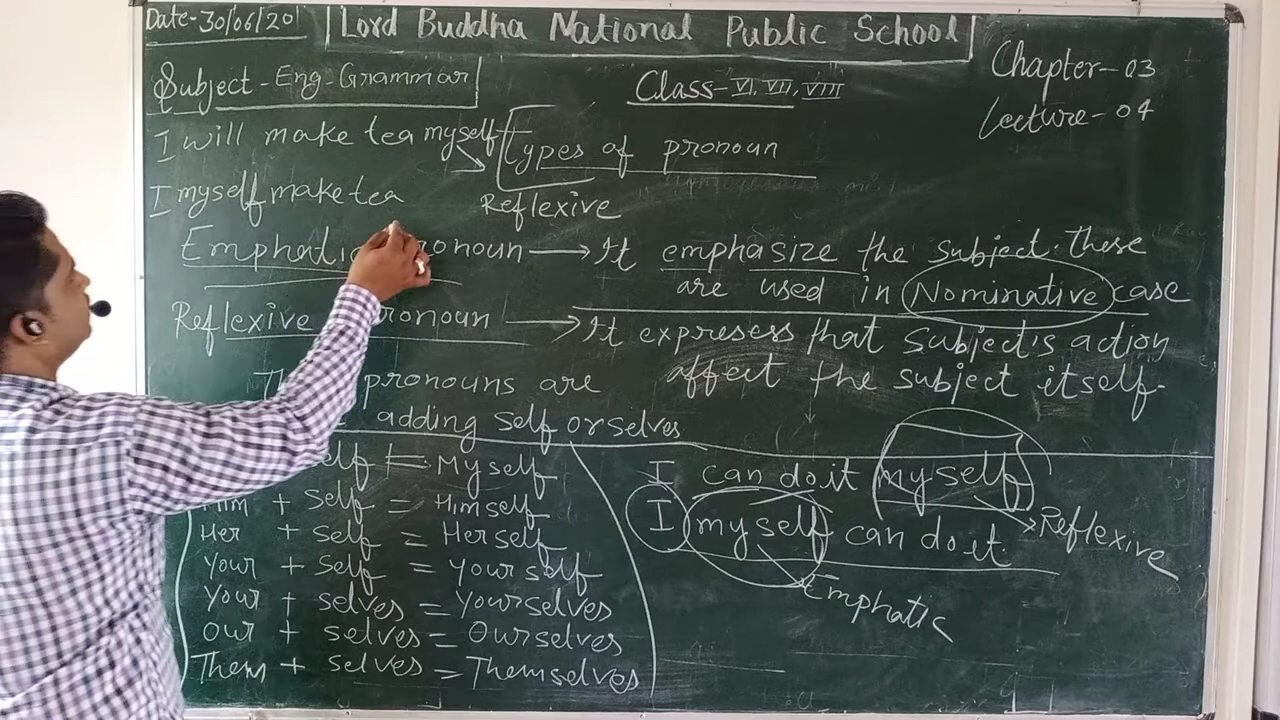 Date-30/06/20
Lord Buddha National Public School
Subject-Eng-Grammar
Class-VI, VII, VIII
Chapter-03
Lecture-04
I will make tea myself
Types of pronoun
I myself make tea
Reflexive
Emphatic pronoun → It emphasize the subject. These
are used in Nominative case
Reflexive pronoun → It expresess that subject's action
affect the subject itself.
pronouns are
adding self or selves
self = Myself
Him + Self = Himself
Her + self = Herself
Your + Self = yourself
Your + selves = Yourselves
Our + selves = Ourselves
Them + selves = Themselves
I can do it myself
Reflexive
I myself can do it.
Emphatic